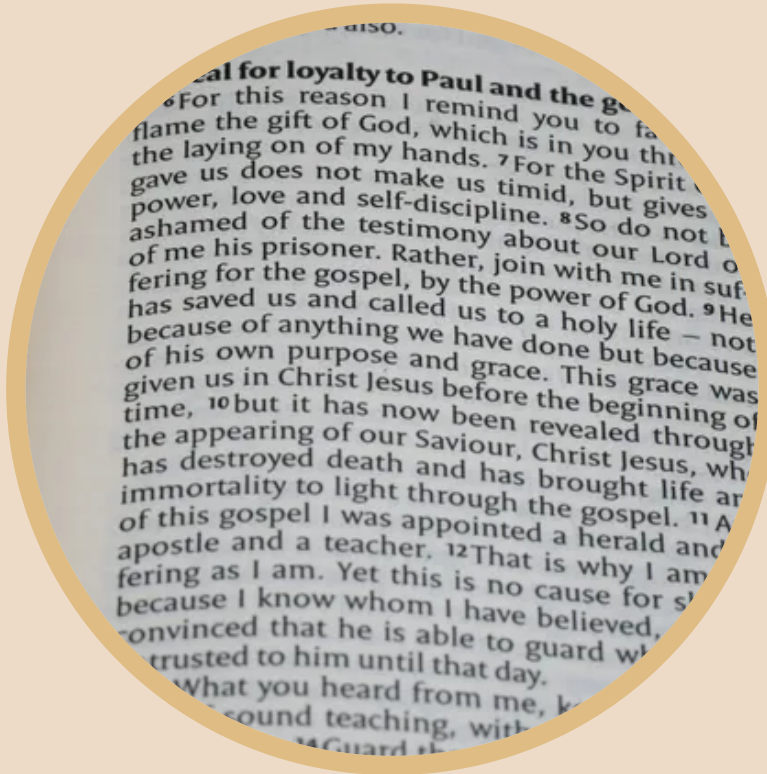 also.
for loyalty to Paul and the
6 For this reason I remind you to
flame the gift of God, which is in you
the laying on of my hands. 7 For the Spirit
gave us does not make us timid, but gives
power, love and self-discipline. 8 So do not
ashamed of the testimony about our Lord
of me his prisoner. Rather, join with me in suf-
fering for the gospel, by the power of God. 9 He
has saved us and called us to a holy life – not
because of anything we have done but because
of his own purpose and grace. This grace was
given us in Christ Jesus before the beginning of
time, 10 but it has now been revealed through
the appearing of our Saviour, Christ Jesus,
has destroyed death and has brought life
immortality to light through the gospel. 11
of this gospel I was appointed a herald and
apostle and a teacher. 12 That is why I am
fering as I am. Yet this is no cause for
because I know whom I have believed,
convinced that he is able to guard
trusted to him until that day.
What you heard from me,
sound teaching, with
14 Guard